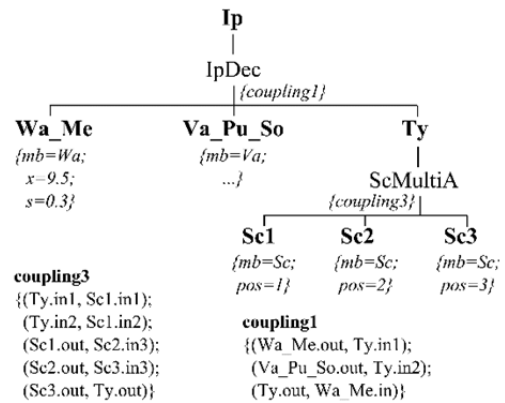 Ip
IpDec
{coupling1}
Wa_Me Va_Pu_So Ty
{mb=Wa; {mb=Va;
x=9.5; ...}
s=0.3}
ScMultiA
{coupling3}
Sc1 Sc2 Sc3
{mb=Sc; {mb=Sc; {mb=Sc;
pos=1} pos=2} pos=3}
coupling3
{(Ty.in1, Sc1.in1);
(Ty.in2, Sc1.in2);
(Sc1.out, Sc2.in3);
(Sc2.out, Sc3.in3);
(Sc3.out, Ty.out)}
coupling1
{(Wa_Me.out, Ty.in1);
(Va_Pu_So.out, Ty.in2);
(Ty.out, Wa_Me.in)}